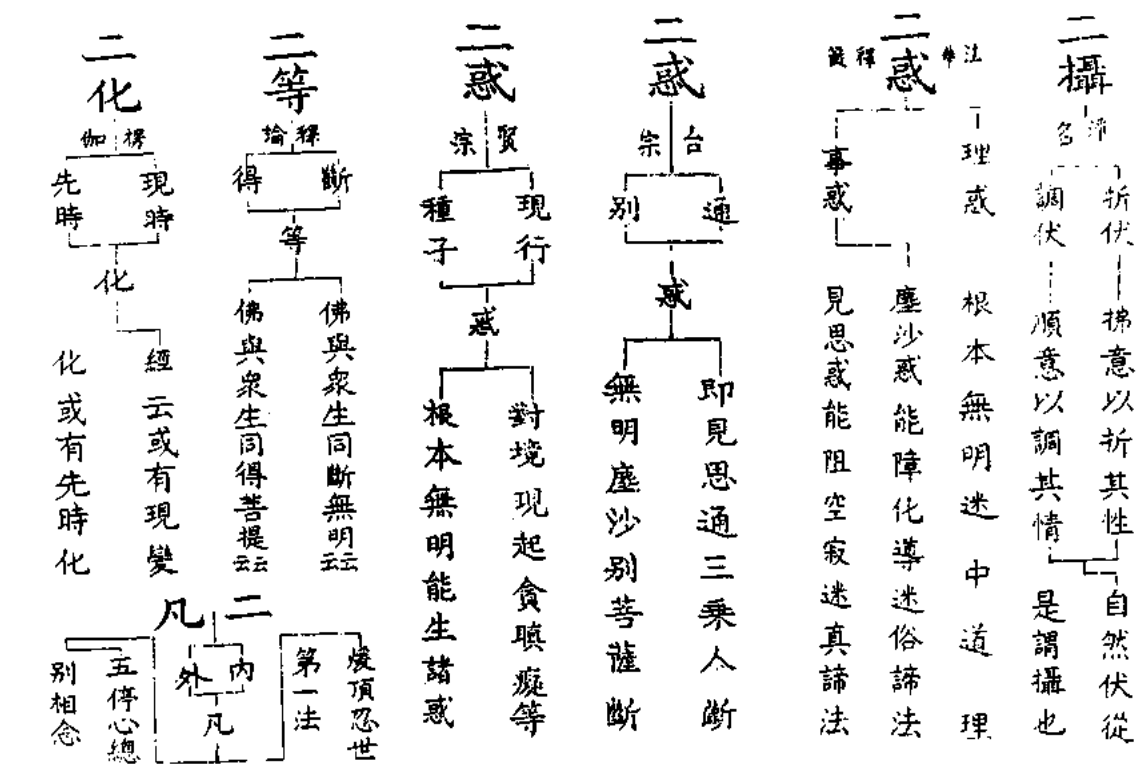 二攝
淨名
折伏
拂意以折其性
調伏
順意以調其情
自然伏從
是謂攝也
二惑
法華
釋籤
理惑
根本無明迷中道理
事惑
塵沙惑能障化導迷俗諦法
見思惑能阻空寂迷真諦法
二惑
台宗
通
別
惑
即見思通三乘人斷
無明塵沙別菩薩斷
二惑
賢宗
現行
種子
惑
對境現起貪瞋癡等
根本無明能生諸惑
二等
釋論
斷
得
等
佛與衆生同斷無明云云
佛與衆生同得菩提云云
二化
楞伽
現時
先時
化
經云或有現變
化或有先時化
二凡
內
外
凡
煖頂忍世
第一法
五停心總
別相念